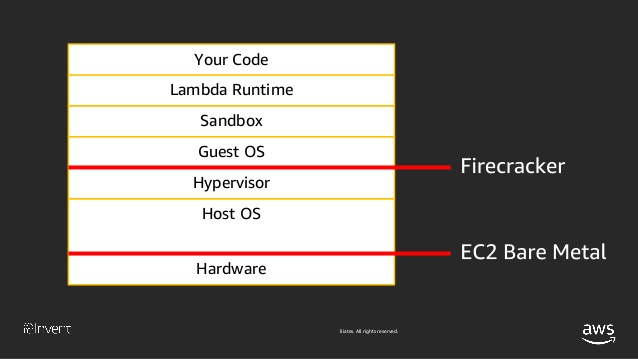 Your Code
Lambda Runtime
Sandbox
Guest OS
Firecracker
Hypervisor
Host OS
EC2 Bare Metal
Hardware
re:Invent
iliates. All rights reserved.
aws